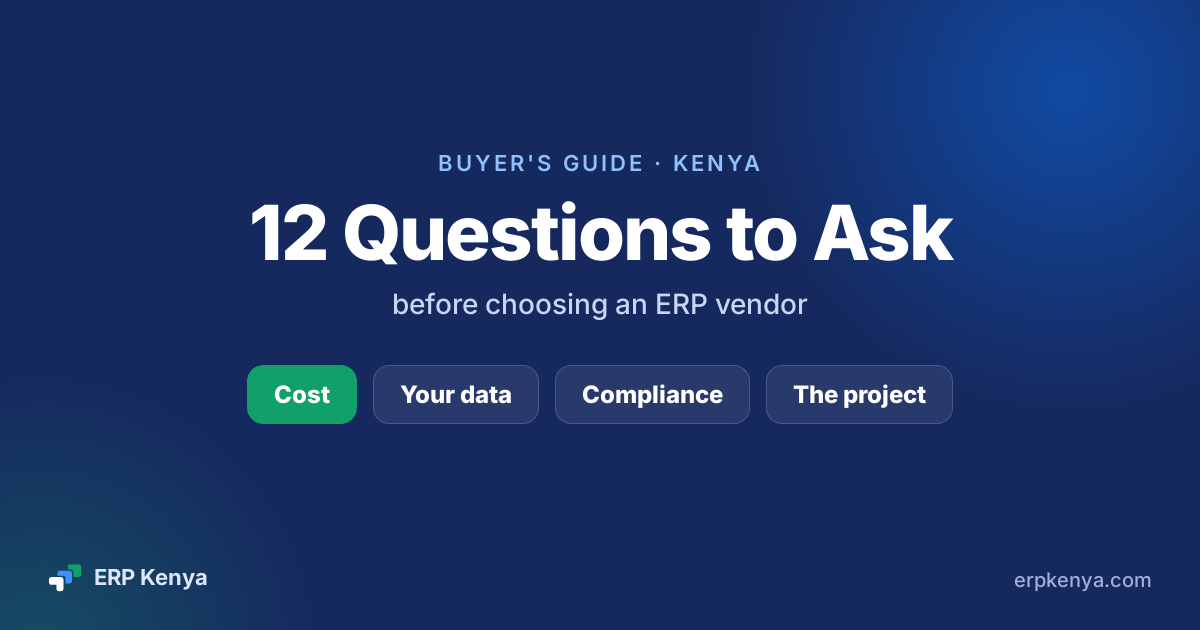 BUYER'S GUIDE · KENYA
12 Questions to Ask
before choosing an ERP vendor
Cost Your data Compliance The project
ERP Kenya erpkenya.com